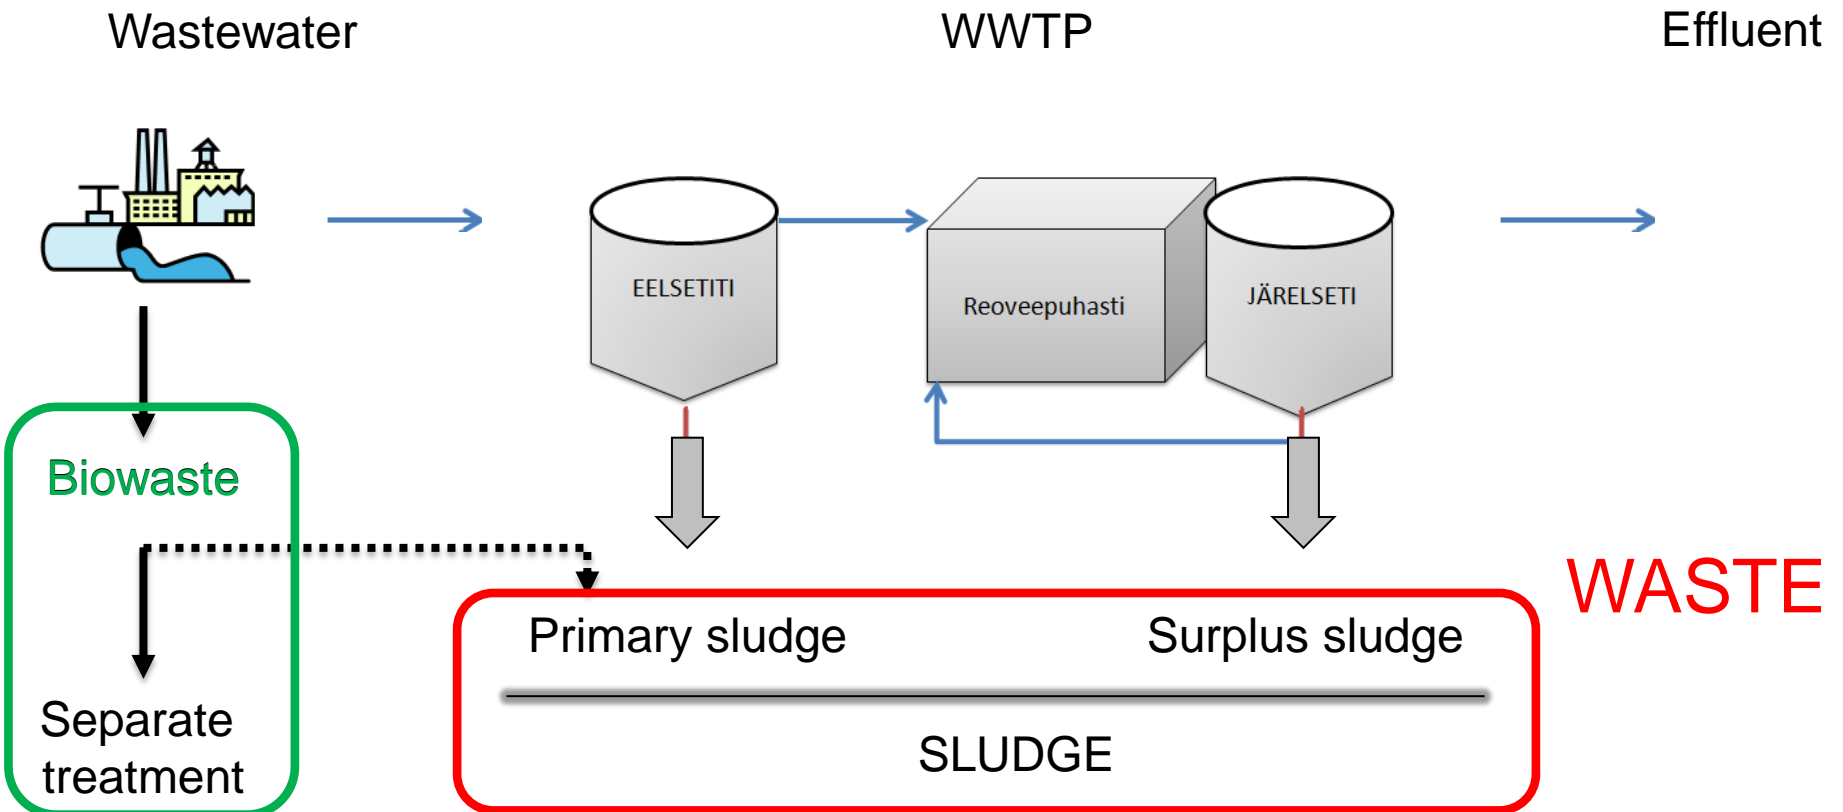 Wastewater
WWTP
Effluent
EELSETITI
Reoveepuhasti
JÄRELSETI
Biowaste
Separate
treatment
Primary sludge
Surplus sludge
SLUDGE
WASTE